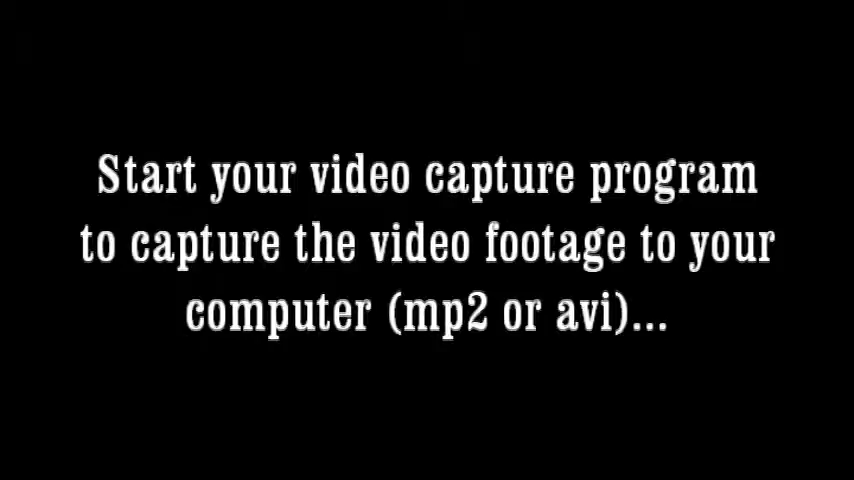 Start your video capture program
to capture the video footage to your
computer (mp2 or avi)...